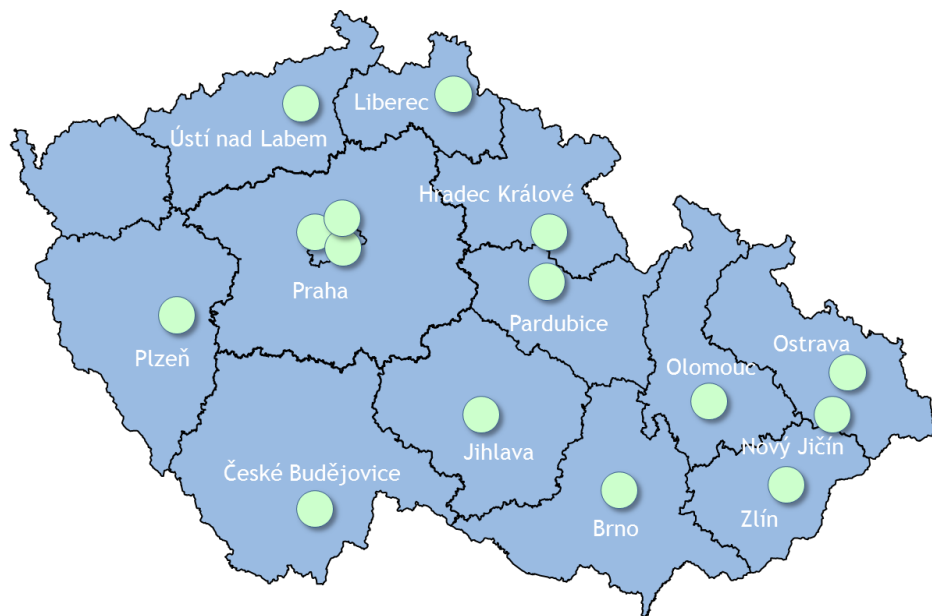 Liberec
Ústí nad Labem
Hradec Králové
Praha
Pardubice
Ostrava
Plzeň
Olomouc
Nový Jičín
Jihlava
České Budějovice
Zlín
Brno